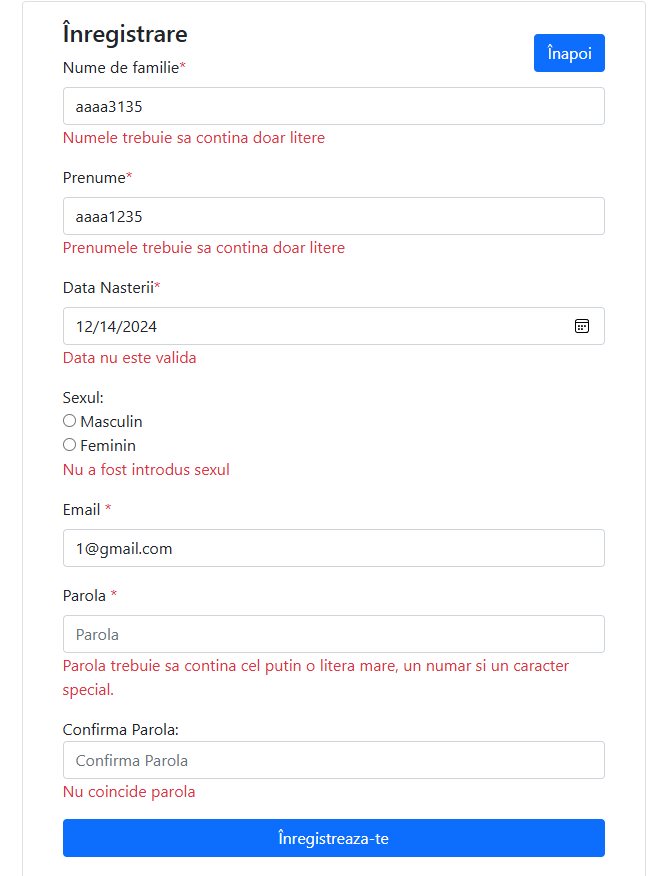 Înregistrare
Înapoi
Nume de familie*
aaaa3135
Numele trebuie sa contina doar litere
Prenume*
aaaa1235
Prenumele trebuie sa contina doar litere
Data Nasterii*
12/14/2024
Data nu este valida
Sexul:
Masculin
Feminin
Nu a fost introdus sexul
Email *
1@gmail.com
Parola *
Parola
Parola trebuie sa contina cel putin o litera mare, un numar si un caracter
special.
Confirma Parola:
Confirma Parola
Nu coincide parola
Înregistreaza-te